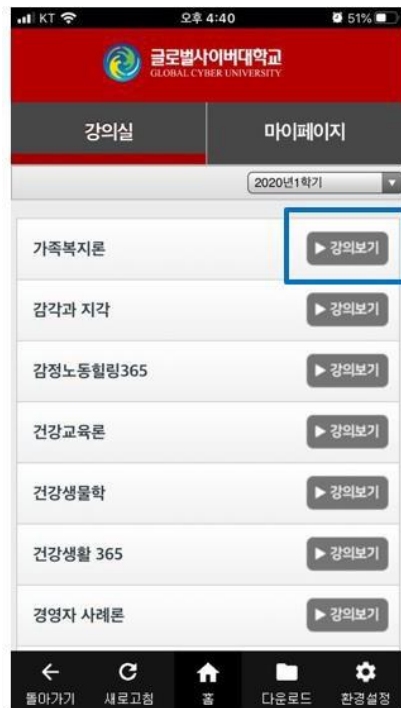 KT 오후 4:40 51%
글로벌사이버대학교
GLOBAL CYBER UNIVERSITY
강의실 마이페이지
2020년1학기
가족복지론 ▶ 강의보기
감각과 지각 ▶ 강의보기
감정노동힐링365 ▶ 강의보기
건강교육론 ▶ 강의보기
건강생물학 ▶ 강의보기
건강생활 365 ▶ 강의보기
경영자 사례론 ▶ 강의보기
돌아가기 새로고침 홈 다운로드 환경설정